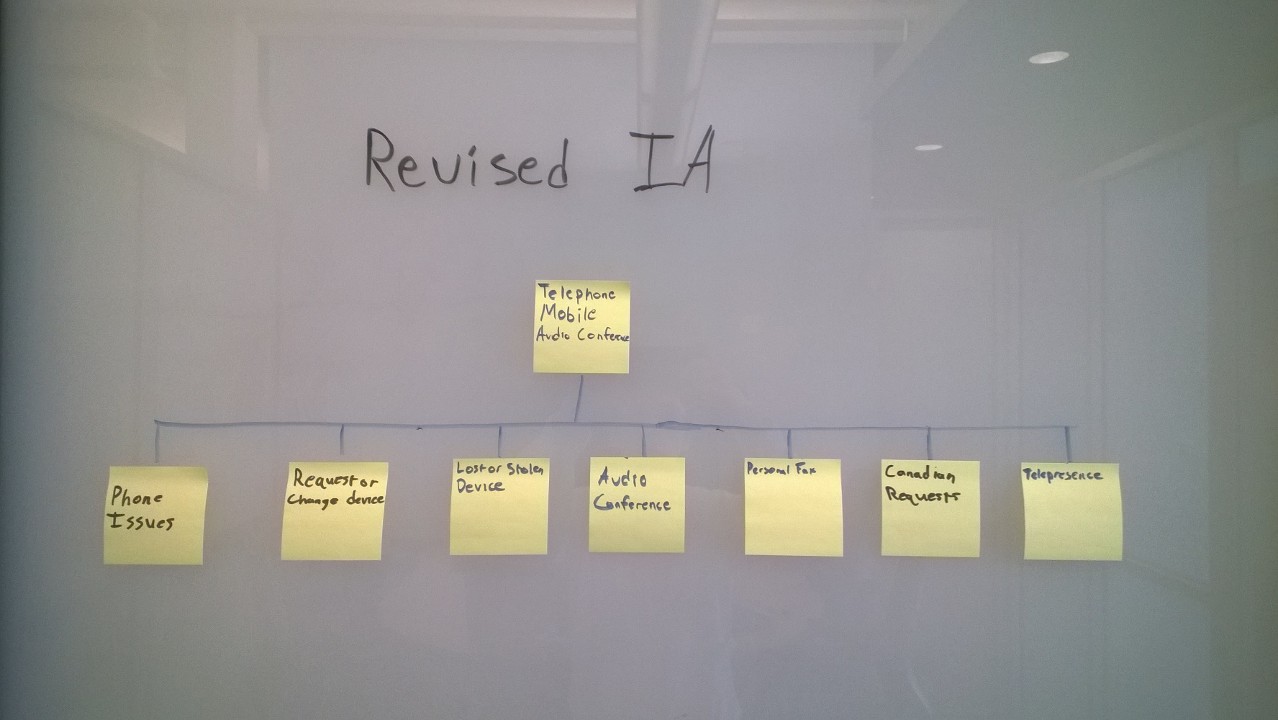 Revised IA
Telephone
Mobile
Audio Conference
Phone
Issues
Request or
Change device
Lost or Stolen
Device
Audio
Conference
Personal Fax
Canadian
Requests
Telepresence